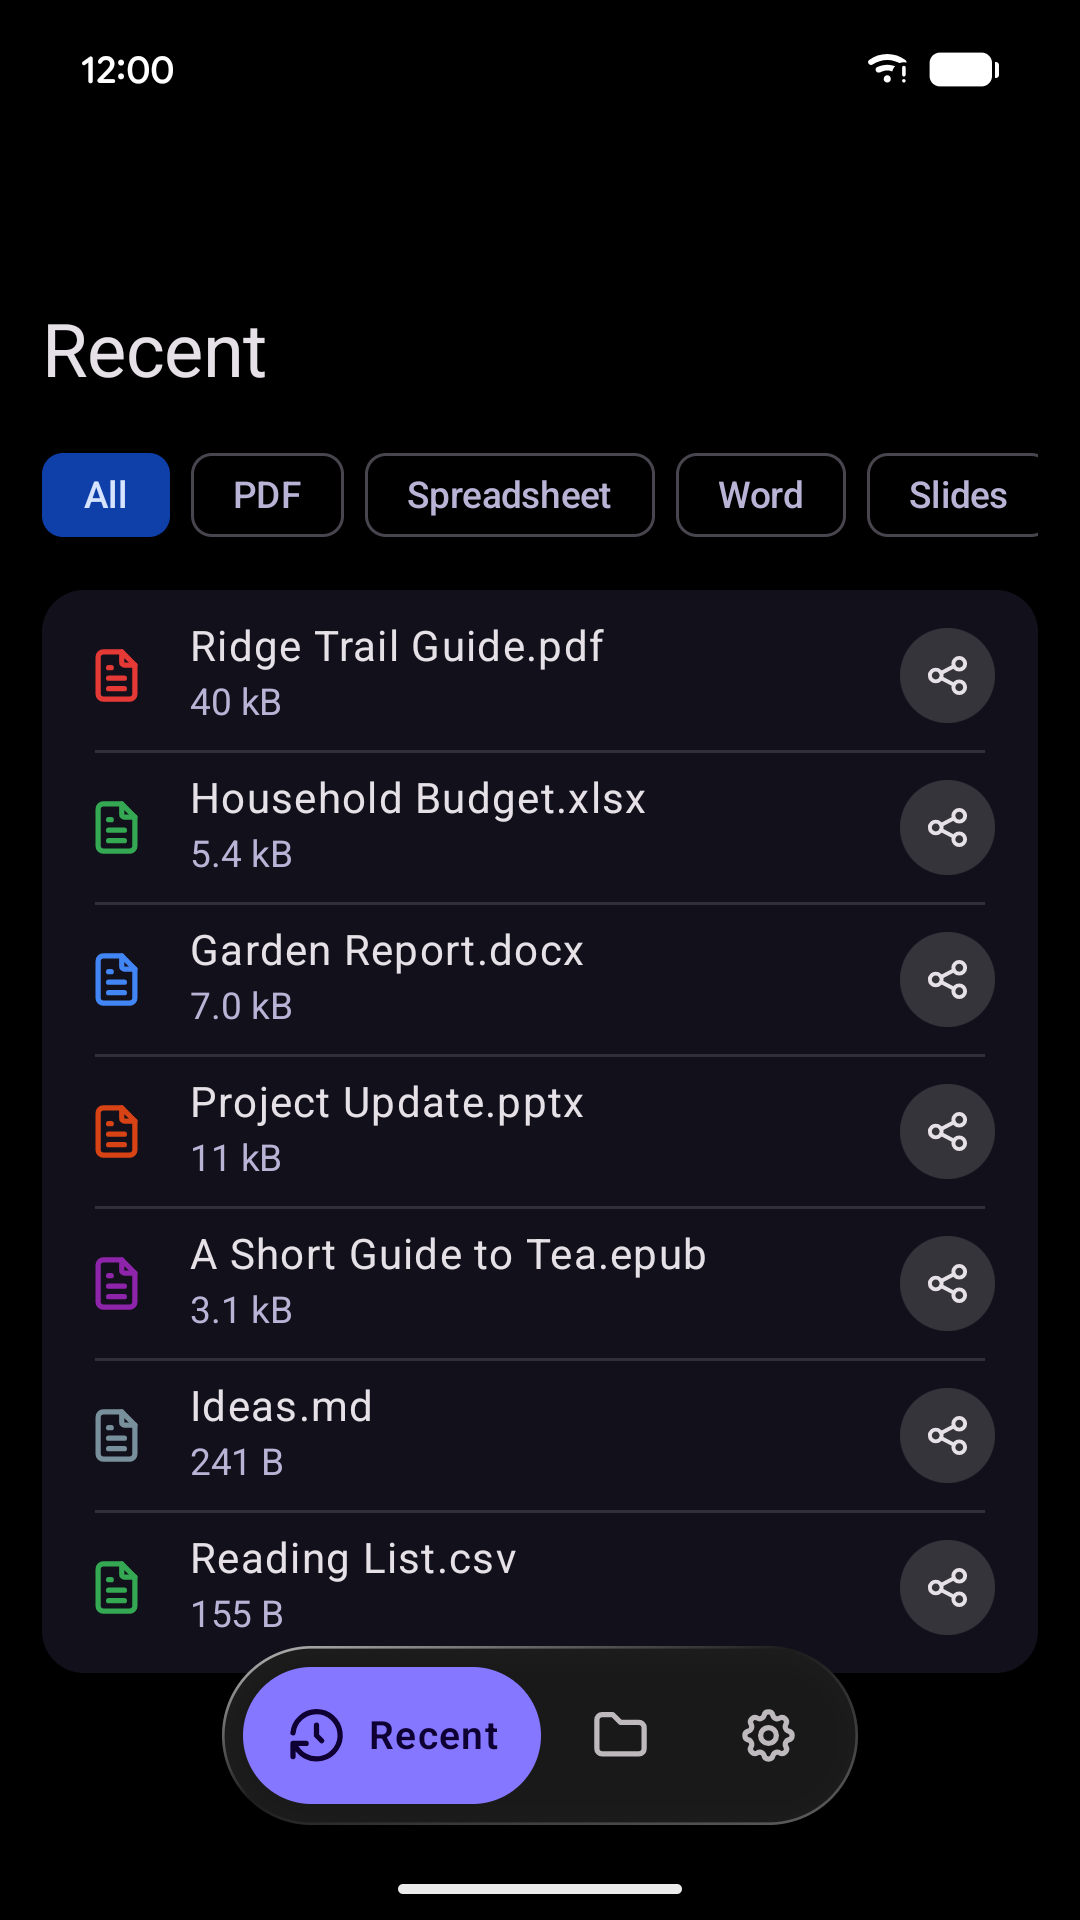 12:00
Recent
All
PDF
Spreadsheet
Word
Slides
Ridge Trail Guide.pdf
40 kB
Household Budget.xlsx
5.4 kB
Garden Report.docx
7.0 kB
Project Update.pptx
11 kB
A Short Guide to Tea.epub
3.1 kB
Ideas.md
241 B
Reading List.csv
155 B
Recent